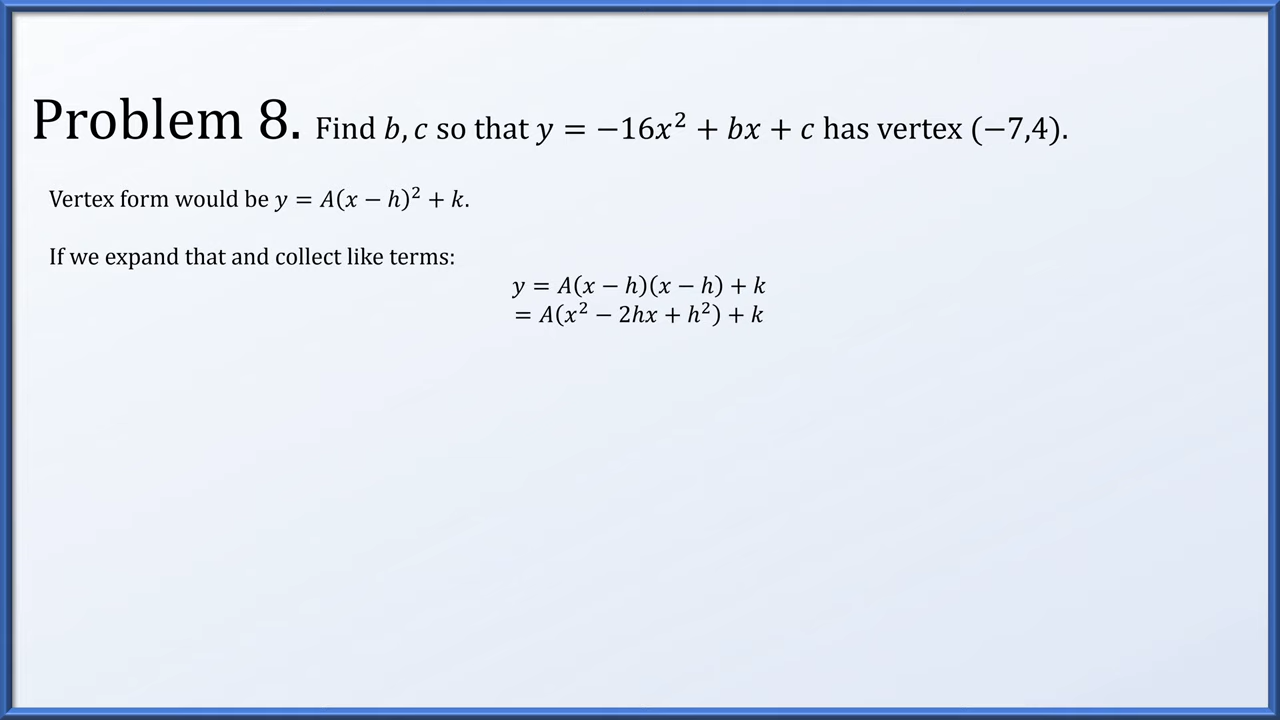 Problem 8. Find b, c so that y = −16x² + bx + c has vertex (−7,4).
Vertex form would be y = A(x − h)² + k.
If we expand that and collect like terms:
y = A(x − h)(x − h) + k
= A(x² − 2hx + h²) + k